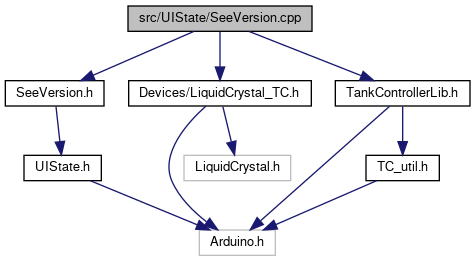 src/UIState/SeeVersion.cpp
SeeVersion.h
Devices/LiquidCrystal_TC.h
TankControllerLib.h
UIState.h
LiquidCrystal.h
TC_util.h
Arduino.h